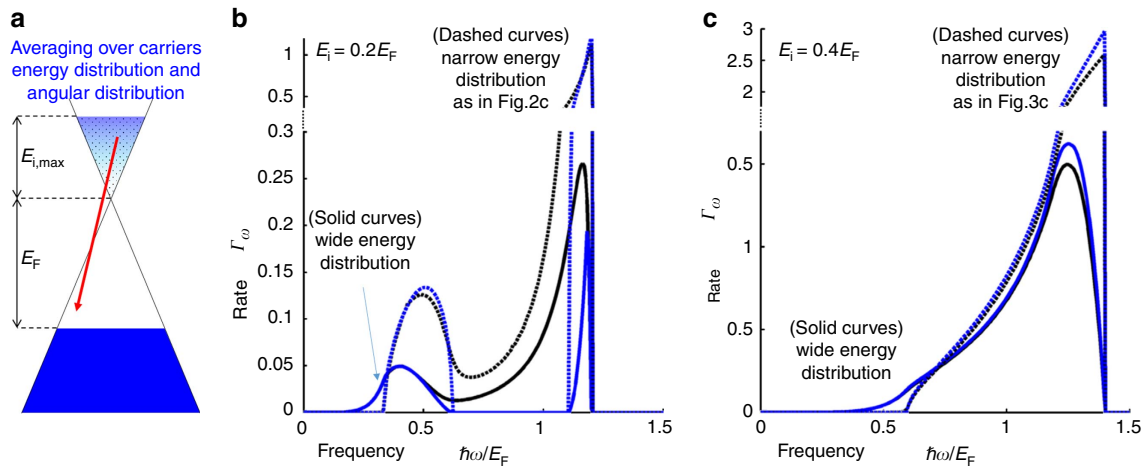 a
Averaging over carriers
energy distribution and
angular distribution
E_i,max
E_F
b
E_i = 0.2E_F
(Dashed curves)
narrow energy
distribution
as in Fig.2c
(Solid curves)
wide energy
distribution
Rate Γ_ω
1
0.5
0.3
0.25
0.2
0.15
0.1
0.05
0
0 0.5 1 1.5
Frequency ħω/E_F
c
E_i = 0.4E_F
(Dashed curves)
narrow energy
distribution
as in Fig.3c
(Solid curves)
wide energy
distribution
Rate Γ_ω
3
2.5
2
0.5
1
0.5
0
0 0.5 1 1.5
Frequency ħω/E_F